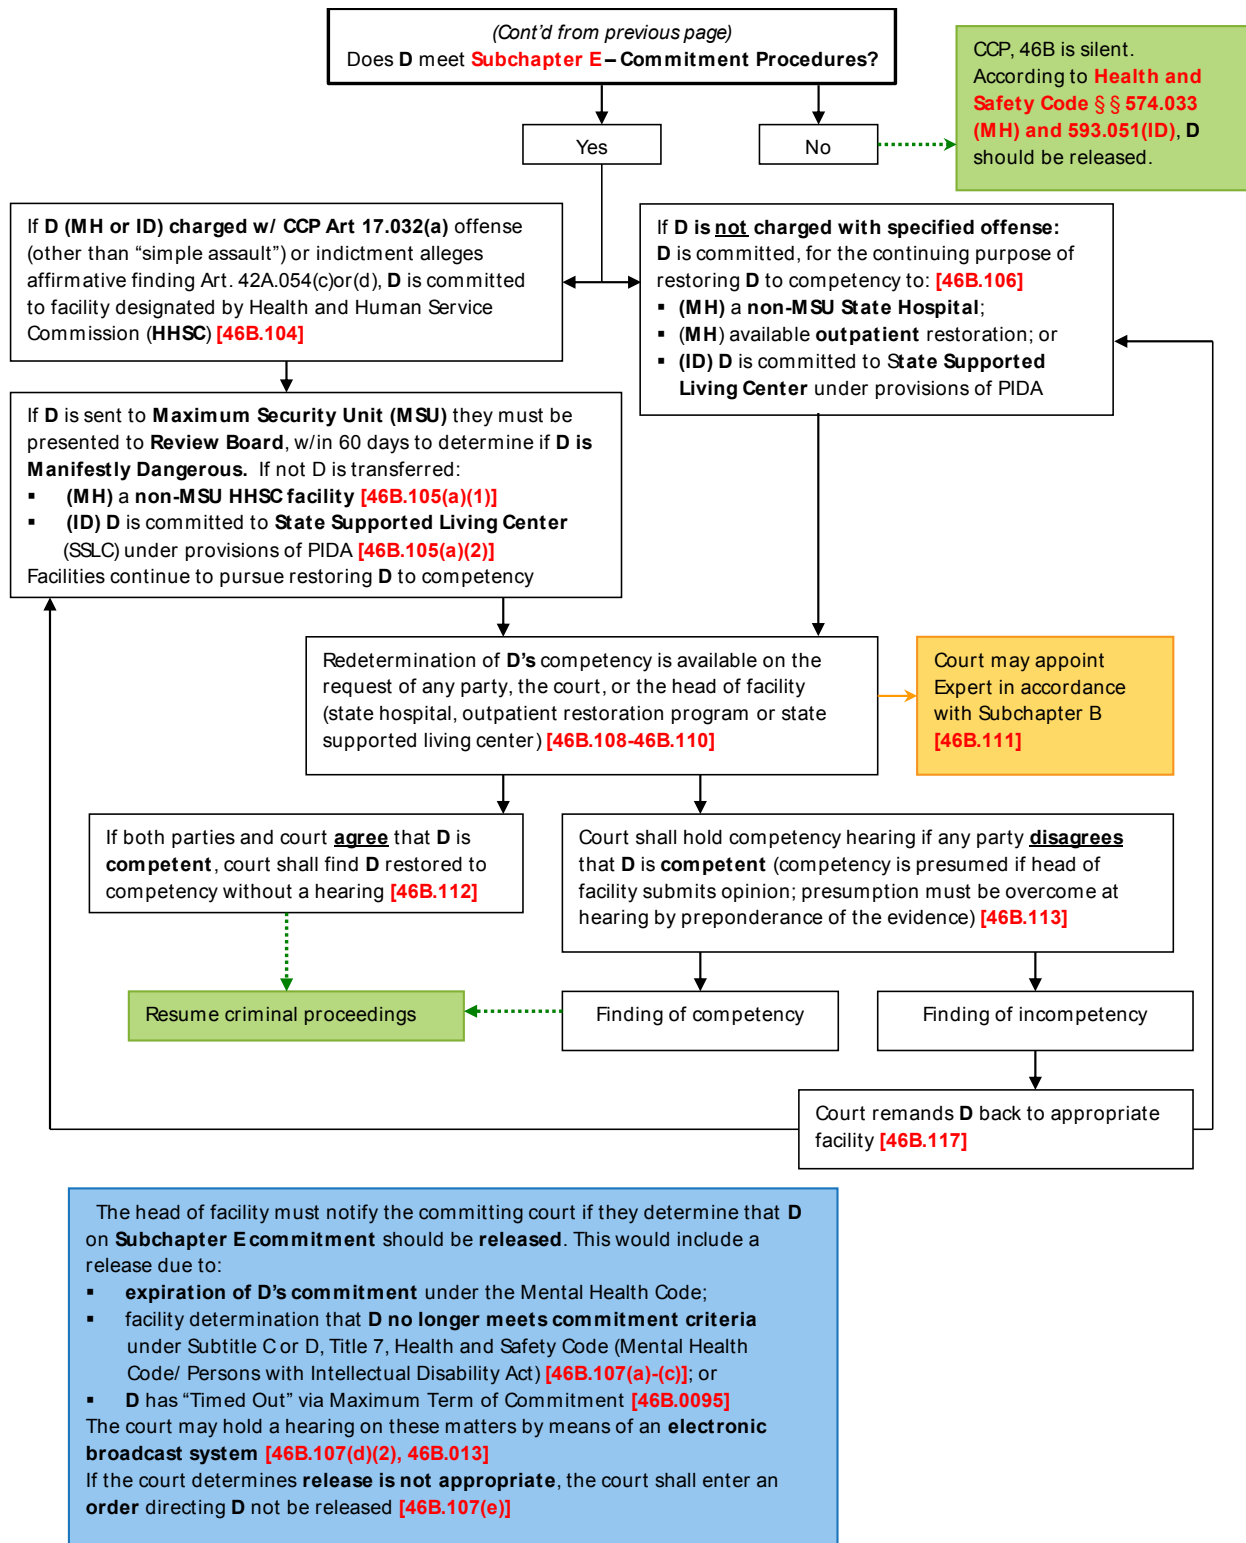 (Cont'd from previous page)
Does D meet Subchapter E – Commitment Procedures?
CCP, 46B is silent.
According to Health and
Safety Code § § 574.033
(MH) and 593.051(ID), D
should be released.
Yes
No
If D (MH or ID) charged w/ CCP Art 17.032(a) offense
(other than “simple assault”) or indictment alleges
affirmative finding Art. 42A.054(c)or(d), D is committed
to facility designated by Health and Human Service
Commission (HHSC) [46B.104]
If D is not charged with specified offense:
D is committed, for the continuing purpose of
restoring D to competency to: [46B.106]
▪ (MH) a non-MSU State Hospital;
▪ (MH) available outpatient restoration; or
▪ (ID) D is committed to State Supported
Living Center under provisions of PIDA
If D is sent to Maximum Security Unit (MSU) they must be
presented to Review Board, w/in 60 days to determine if D is
Manifestly Dangerous. If not D is transferred:
▪ (MH) a non-MSU HHSC facility [46B.105(a)(1)]
▪ (ID) D is committed to State Supported Living Center
(SSLC) under provisions of PIDA [46B.105(a)(2)]
Facilities continue to pursue restoring D to competency
Redetermination of D’s competency is available on the
request of any party, the court, or the head of facility
(state hospital, outpatient restoration program or state
supported living center) [46B.108-46B.110]
Court may appoint
Expert in accordance
with Subchapter B
[46B.111]
If both parties and court agree that D is
competent, court shall find D restored to
competency without a hearing [46B.112]
Court shall hold competency hearing if any party disagrees
that D is competent (competency is presumed if head of
facility submits opinion; presumption must be overcome at
hearing by preponderance of the evidence) [46B.113]
Resume criminal proceedings
Finding of competency
Finding of incompetency
Court remands D back to appropriate
facility [46B.117]
The head of facility must notify the committing court if they determine that D
on Subchapter E commitment should be released. This would include a
release due to:
▪ expiration of D’s commitment under the Mental Health Code;
▪ facility determination that D no longer meets commitment criteria
under Subtitle C or D, Title 7, Health and Safety Code (Mental Health
Code/ Persons with Intellectual Disability Act) [46B.107(a)-(c)]; or
▪ D has “Timed Out” via Maximum Term of Commitment [46B.0095]
The court may hold a hearing on these matters by means of an electronic
broadcast system [46B.107(d)(2), 46B.013]
If the court determines release is not appropriate, the court shall enter an
order directing D not be released [46B.107(e)]